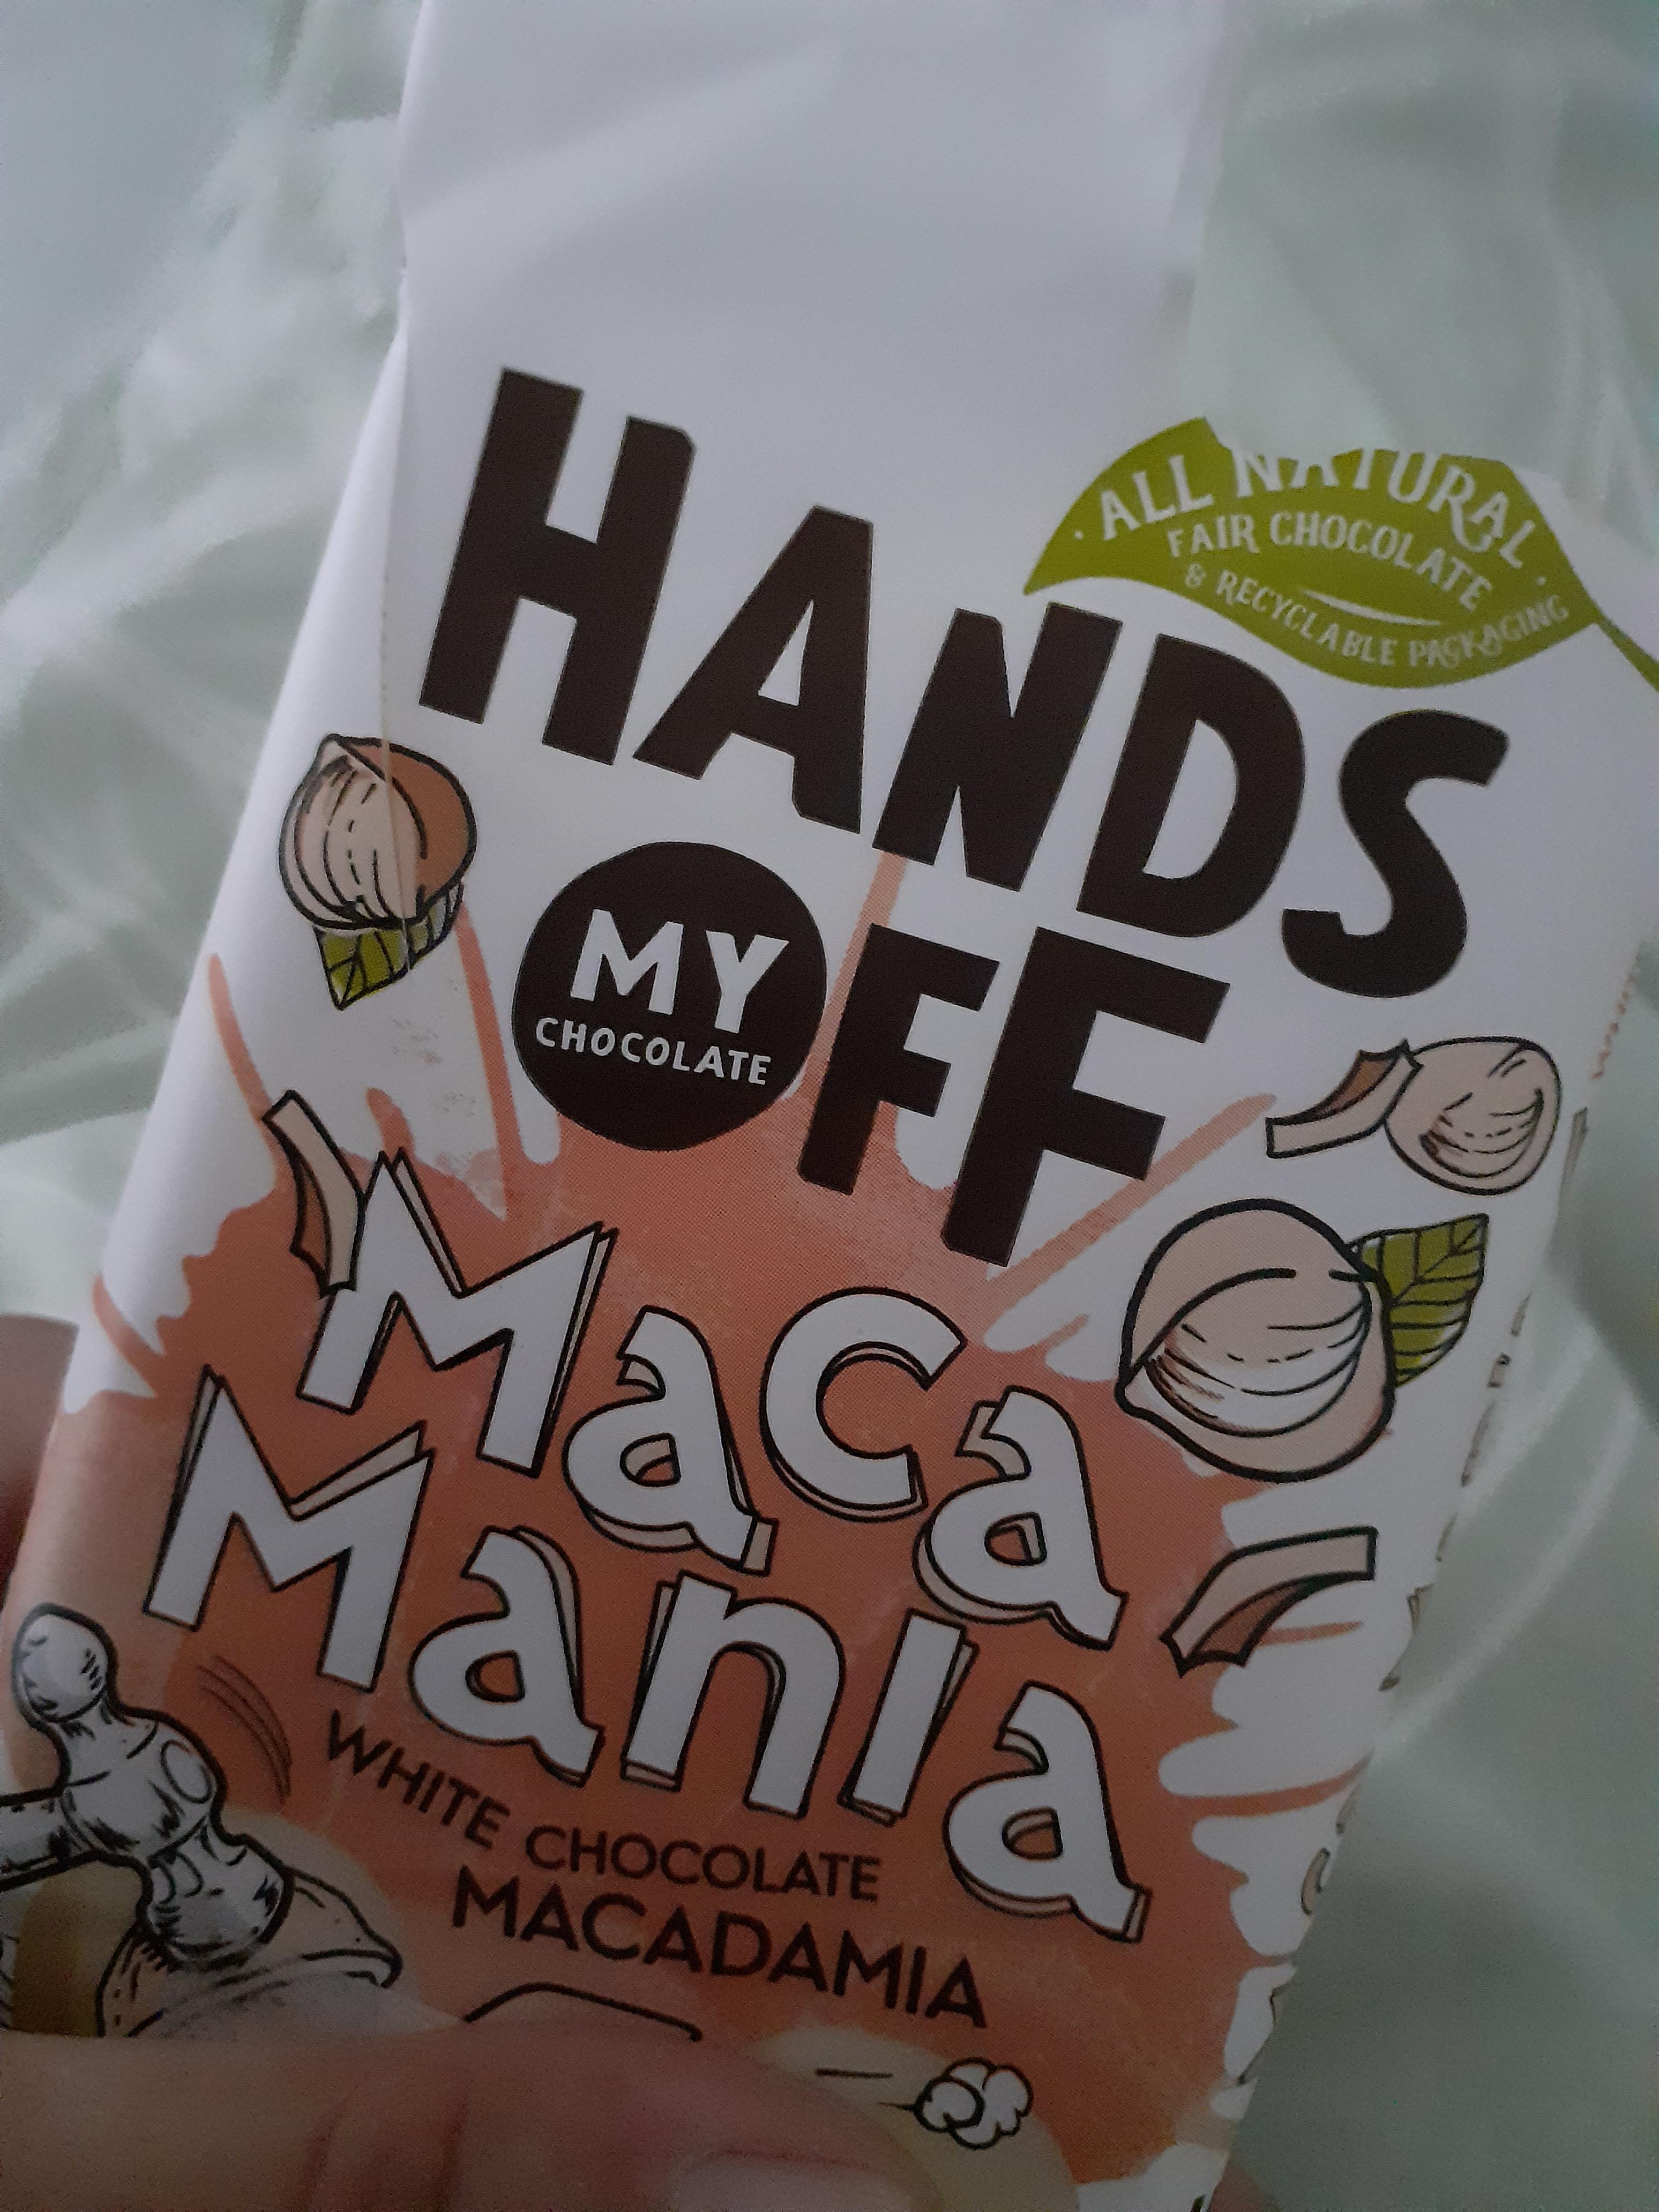 · ALL NATURAL ·
FAIR CHOCOLATE
& RECYCLABLE PACKAGING
HANDS
MY
CHOCOLATE
OFF
Maca
Mania
WHITE CHOCOLATE
MACADAMIA